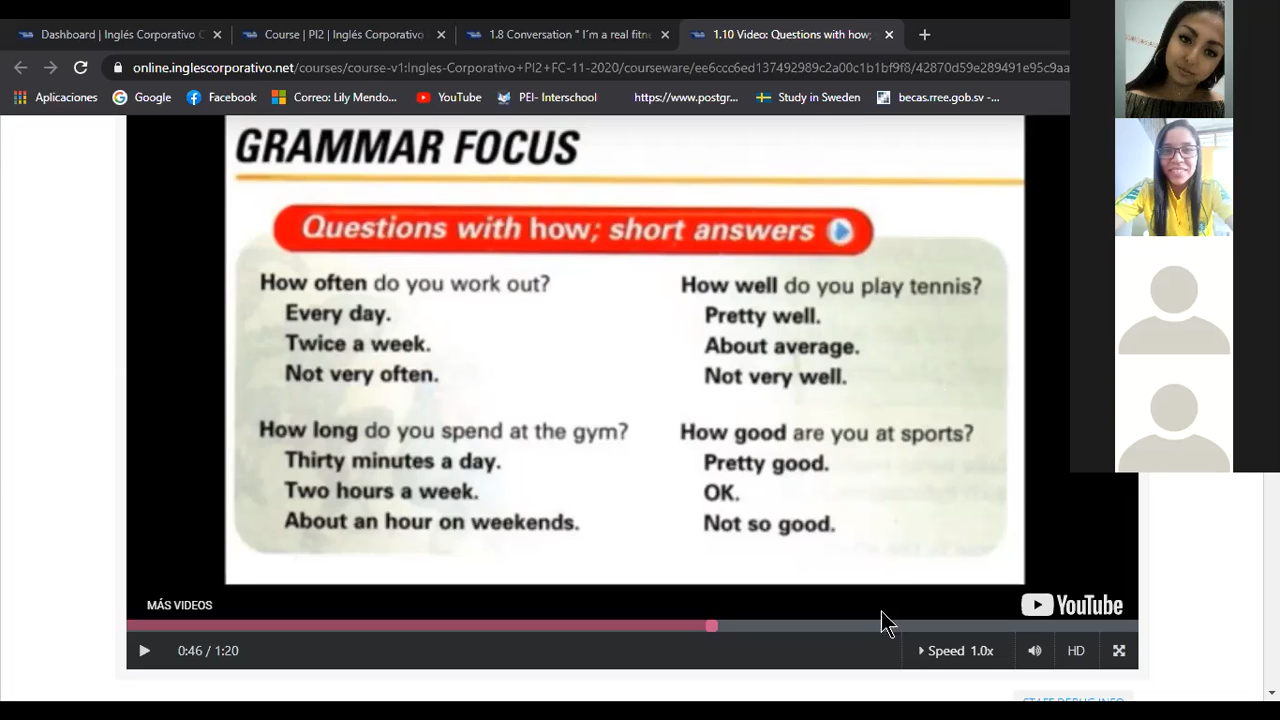 Dashboard | Inglés Corporativo C
Course | PI2 | Inglés Corporativo
1.8 Conversation " I´m a real fitn
1.10 Video: Questions with how;
online.inglescorporativo.net/courses/course-v1:Ingles-Corporativo+PI2+FC-11-2020/courseware/ee6ccc6ed137492989c2a00c1b1bf9f8/42870d59e289491e95c9aa
Aplicaciones
Google
Facebook
Correo: Lily Mendo...
YouTube
PEI- Interschool
https://www.postgr...
Study in Sweden
becas.rree.gob.sv -...
GRAMMAR FOCUS
Questions with how; short answers
How often do you work out?
Every day.
Twice a week.
Not very often.
How long do you spend at the gym?
Thirty minutes a day.
Two hours a week.
About an hour on weekends.
How well do you play tennis?
Pretty well.
About average.
Not very well.
How good are you at sports?
Pretty good.
OK.
Not so good.
MÁS VIDEOS
YouTube
0:46 / 1:20
Speed 1.0x
HD
STAFF DEBUG INFO